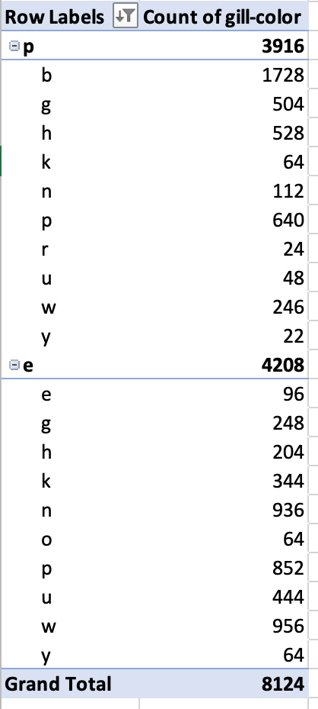 Row Labels Count of gill-color
p 3916
b 1728
g 504
h 528
k 64
n 112
p 640
r 24
u 48
w 246
y 22
e 4208
e 96
g 248
h 204
k 344
n 936
o 64
p 852
u 444
w 956
y 64
Grand Total 8124